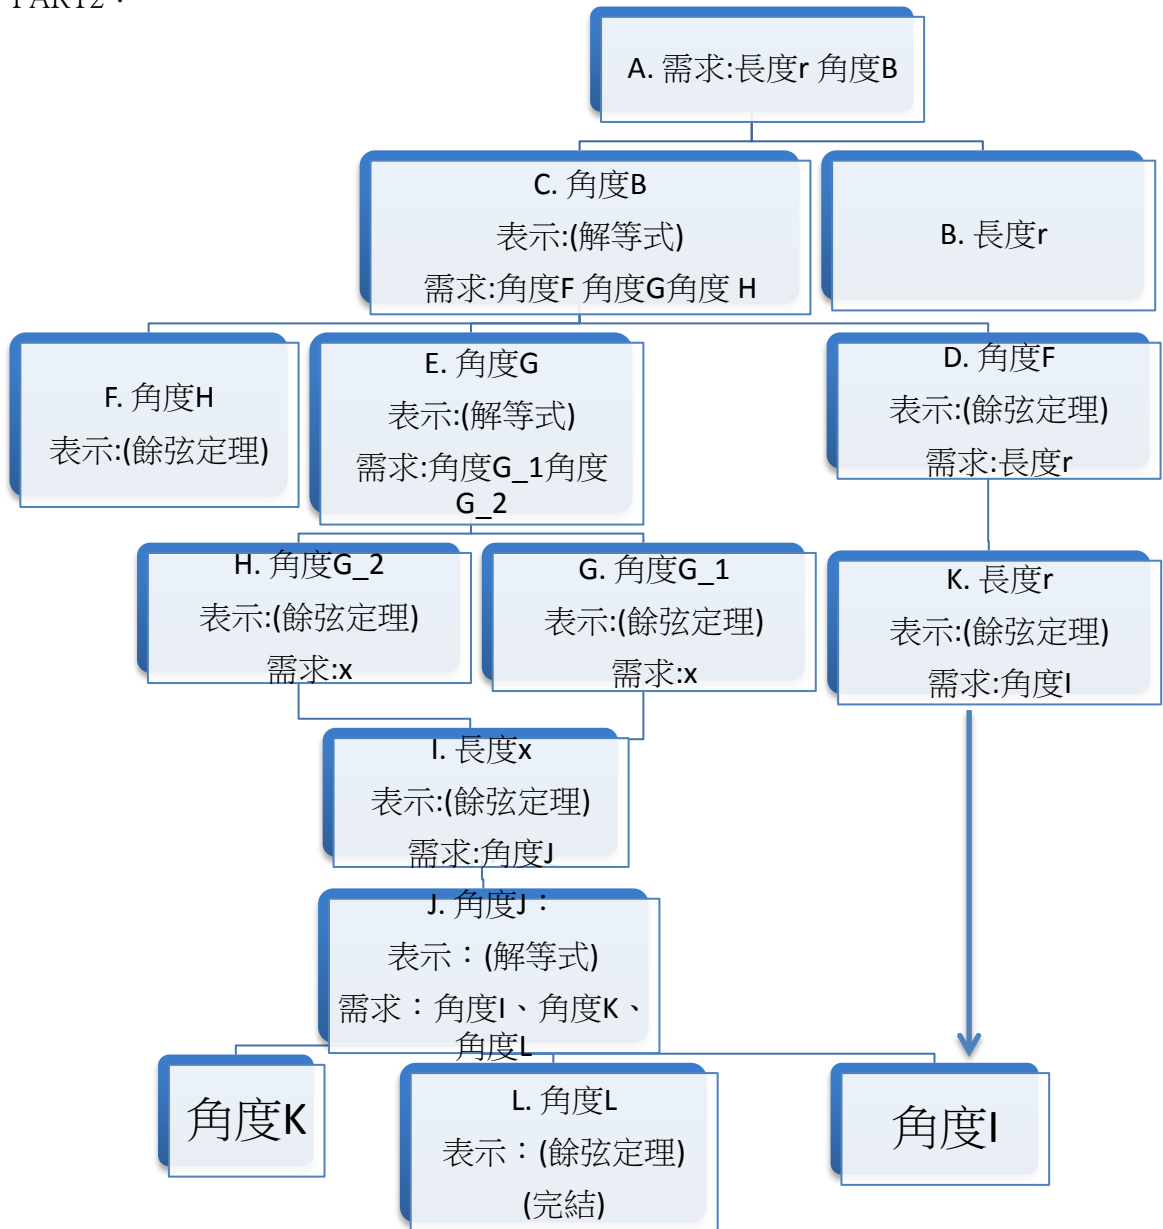 PART2：
A. 需求:長度r 角度B
C. 角度B
表示:(解等式)
需求:角度F 角度G角度 H
B. 長度r
F. 角度H
表示:(餘弦定理)
E. 角度G
表示:(解等式)
需求:角度G_1角度
G_2
D. 角度F
表示:(餘弦定理)
需求:長度r
H. 角度G_2
表示:(餘弦定理)
需求:x
G. 角度G_1
表示:(餘弦定理)
需求:x
K. 長度r
表示:(餘弦定理)
需求:角度I
I. 長度x
表示:(餘弦定理)
需求:角度J
J. 角度J：
表示：(解等式)
需求：角度I、角度K、
角度L
角度K
L. 角度L
表示：(餘弦定理)
(完結)
角度I